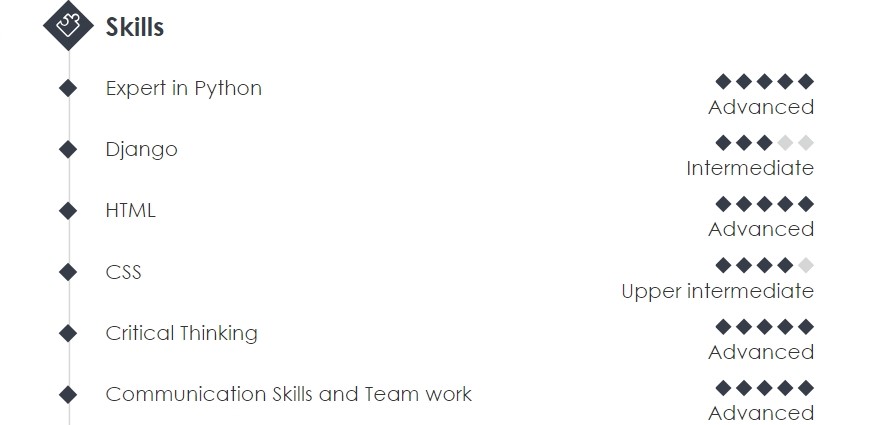 Skills
Expert in Python
Advanced
Django
Intermediate
HTML
Advanced
CSS
Upper intermediate
Critical Thinking
Advanced
Communication Skills and Team work
Advanced